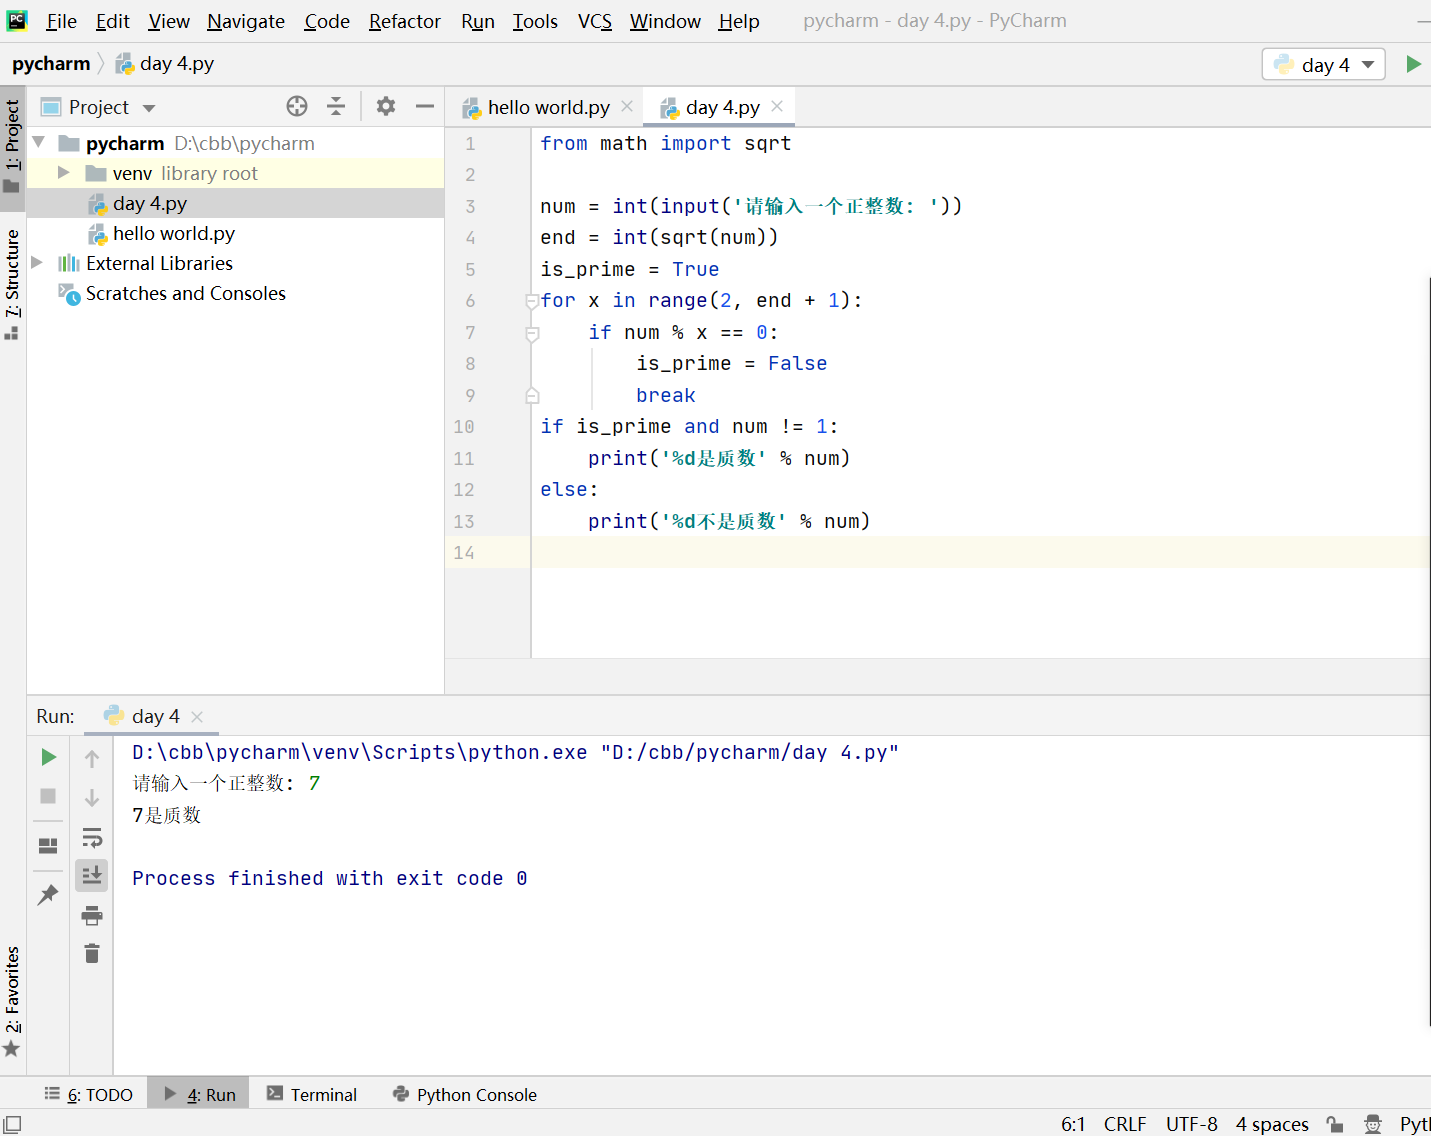 PC File Edit View Navigate Code Refactor Run Tools VCS Window Help pycharm - day 4.py - PyCharm
pycharm day 4.py day 4
1: Project
7: Structure
2: Favorites
Project
pycharm D:\cbb\pycharm
venv library root
day 4.py
hello world.py
External Libraries
Scratches and Consoles
hello world.py day 4.py
1 from math import sqrt
2
3 num = int(input('请输入一个正整数: '))
4 end = int(sqrt(num))
5 is_prime = True
6 for x in range(2, end + 1):
7     if num % x == 0:
8         is_prime = False
9         break
10 if is_prime and num != 1:
11     print('%d是质数' % num)
12 else:
13     print('%d不是质数' % num)
14
Run: day 4
D:\cbb\pycharm\venv\Scripts\python.exe "D:/cbb/pycharm/day 4.py"
请输入一个正整数: 7
7是质数
Process finished with exit code 0
6: TODO 4: Run Terminal Python Console
6:1 CRLF UTF-8 4 spaces